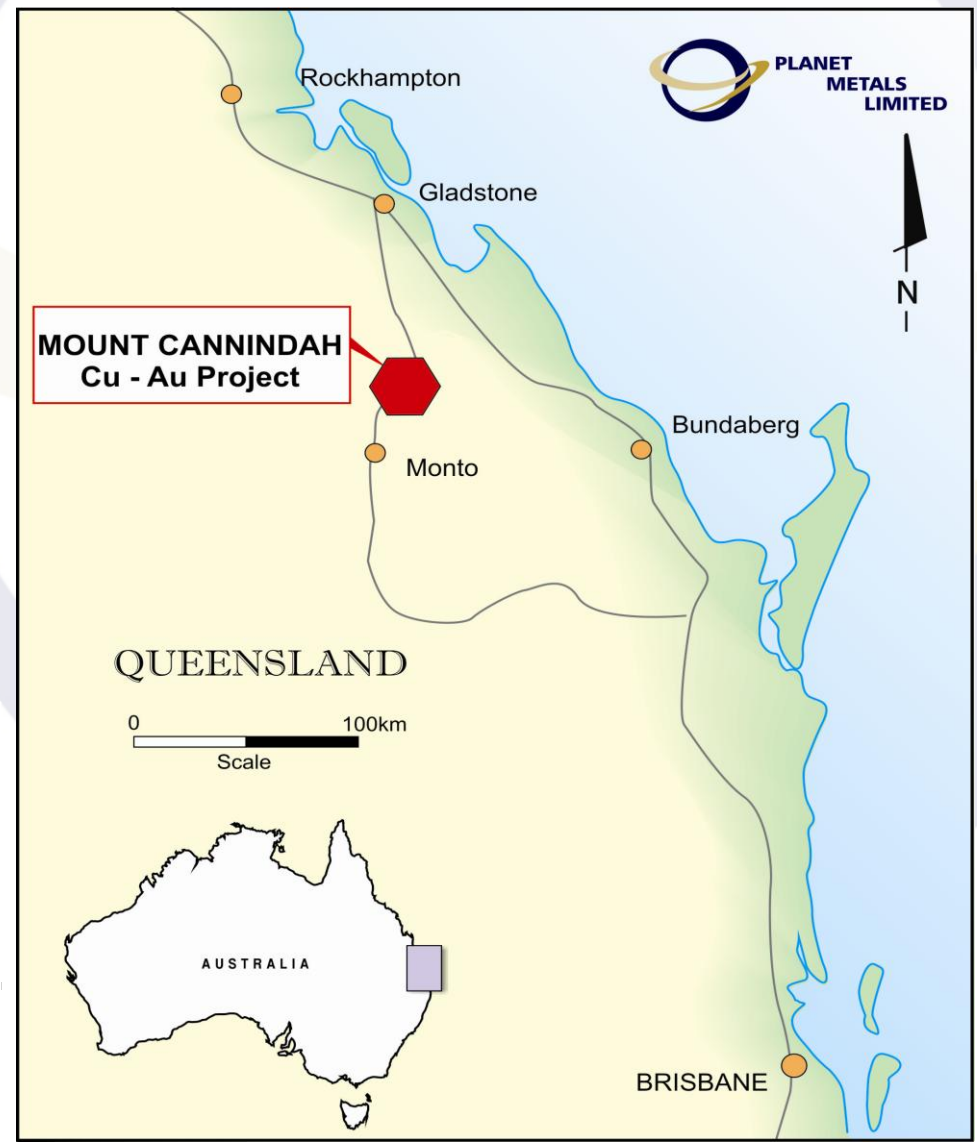 PLANET
METALS
LIMITED
Rockhampton
Gladstone
N
MOUNT CANNINDAH
Cu - Au Project
Bundaberg
Monto
QUEENSLAND
0 100km
Scale
AUSTRALIA
BRISBANE